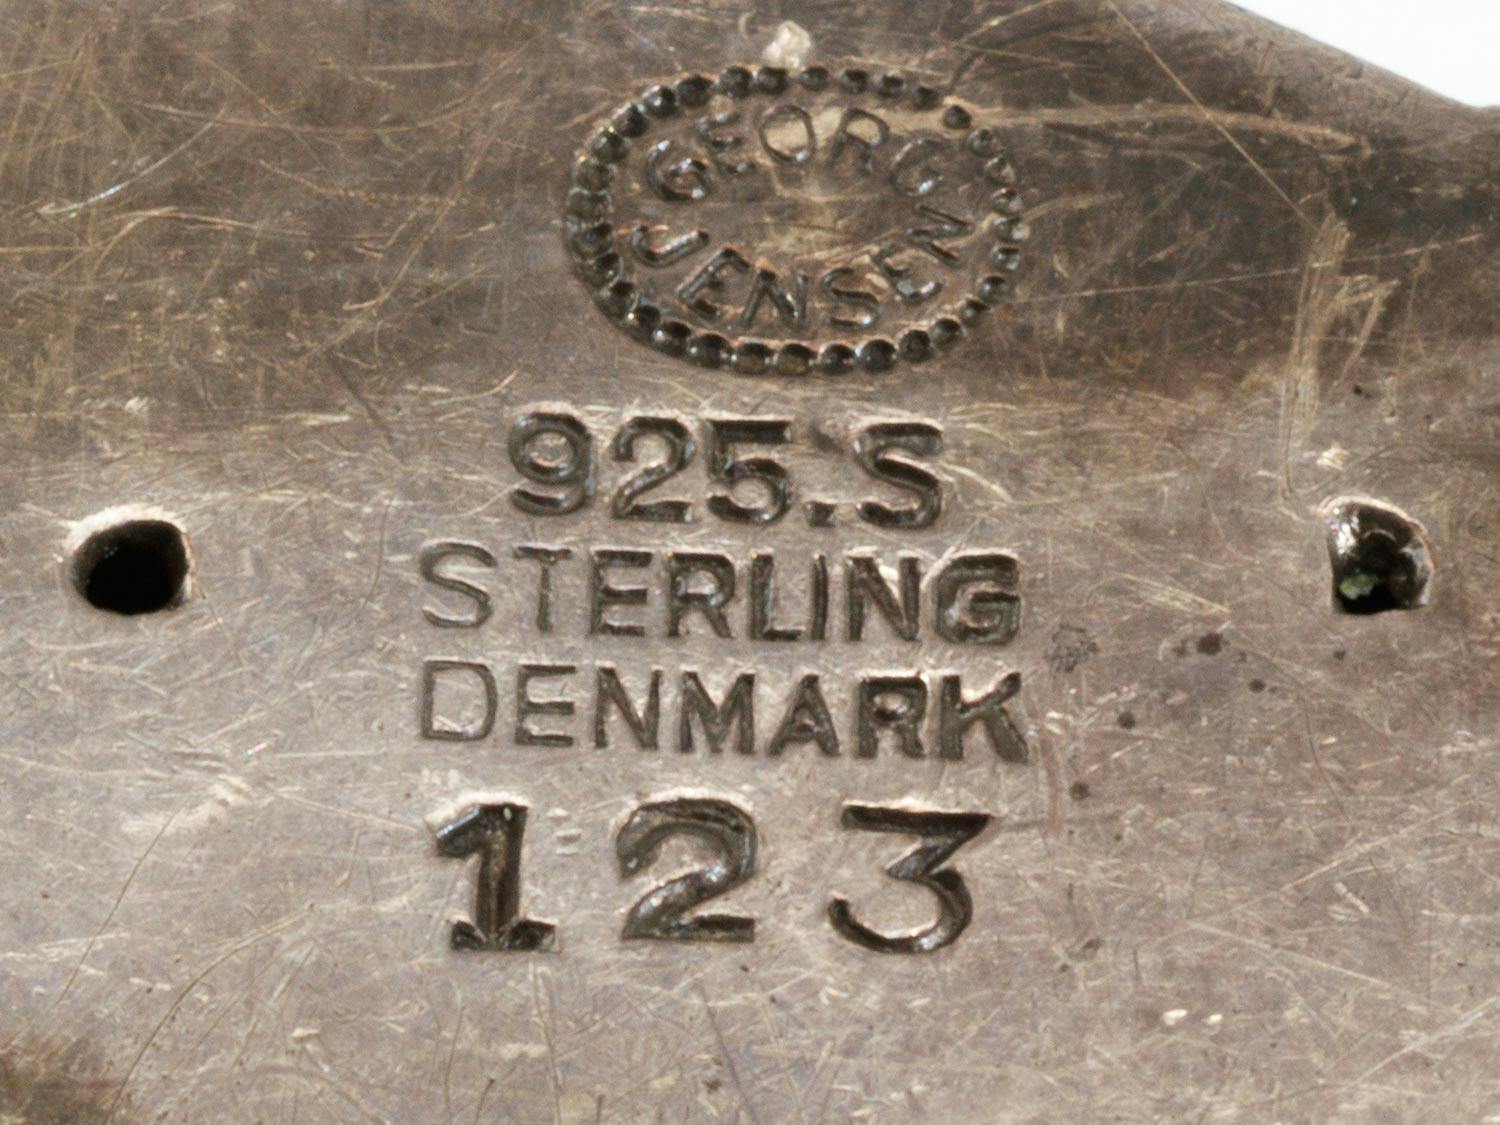 GEORG
JENSEN
925.S
STERLING
DENMARK
123